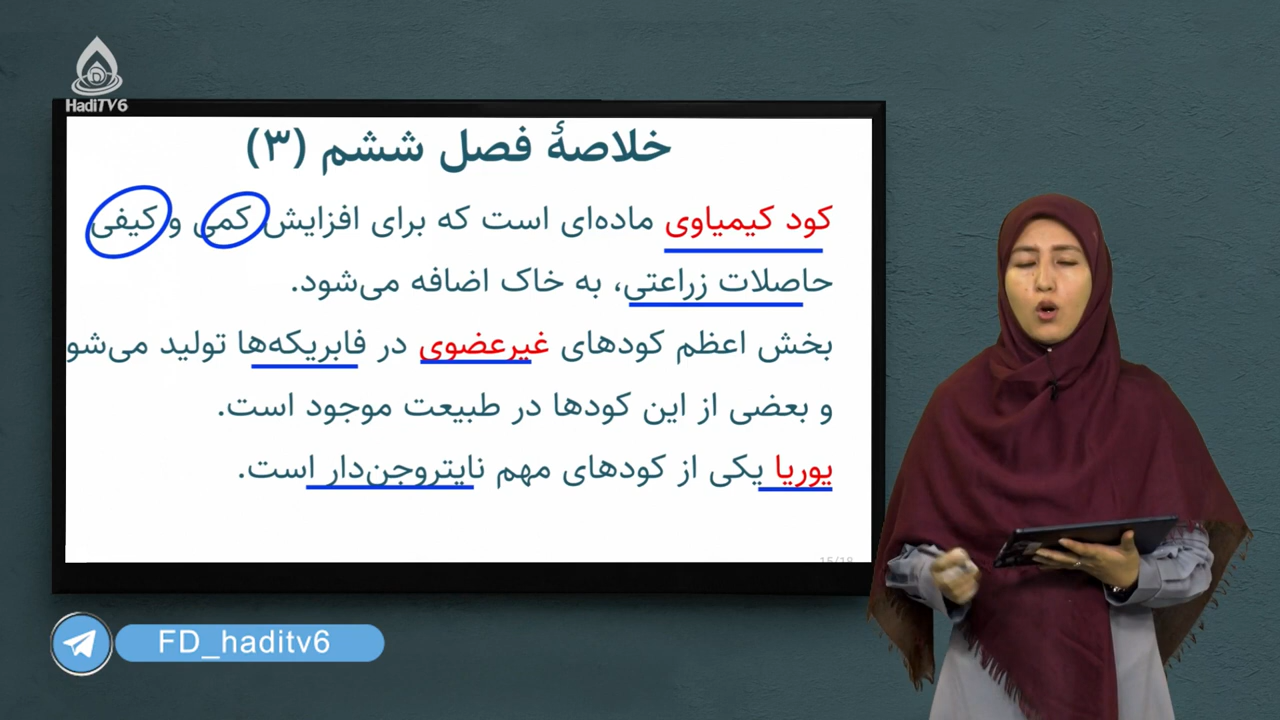 HadiTV6
خلاصهٔ فصل ششم (۳)
کود کیمیاوی ماده‌ای است که برای افزایش کمی و کیفی
حاصلات زراعتی، به خاک اضافه می‌شود.
بخش اعظم کودهای غیرعضوی در فابریکه‌ها تولید می‌شو
و بعضی از این کودها در طبیعت موجود است.
یوریا یکی از کودهای مهم نایتروجن‌دار است.
15/18
FD_haditv6